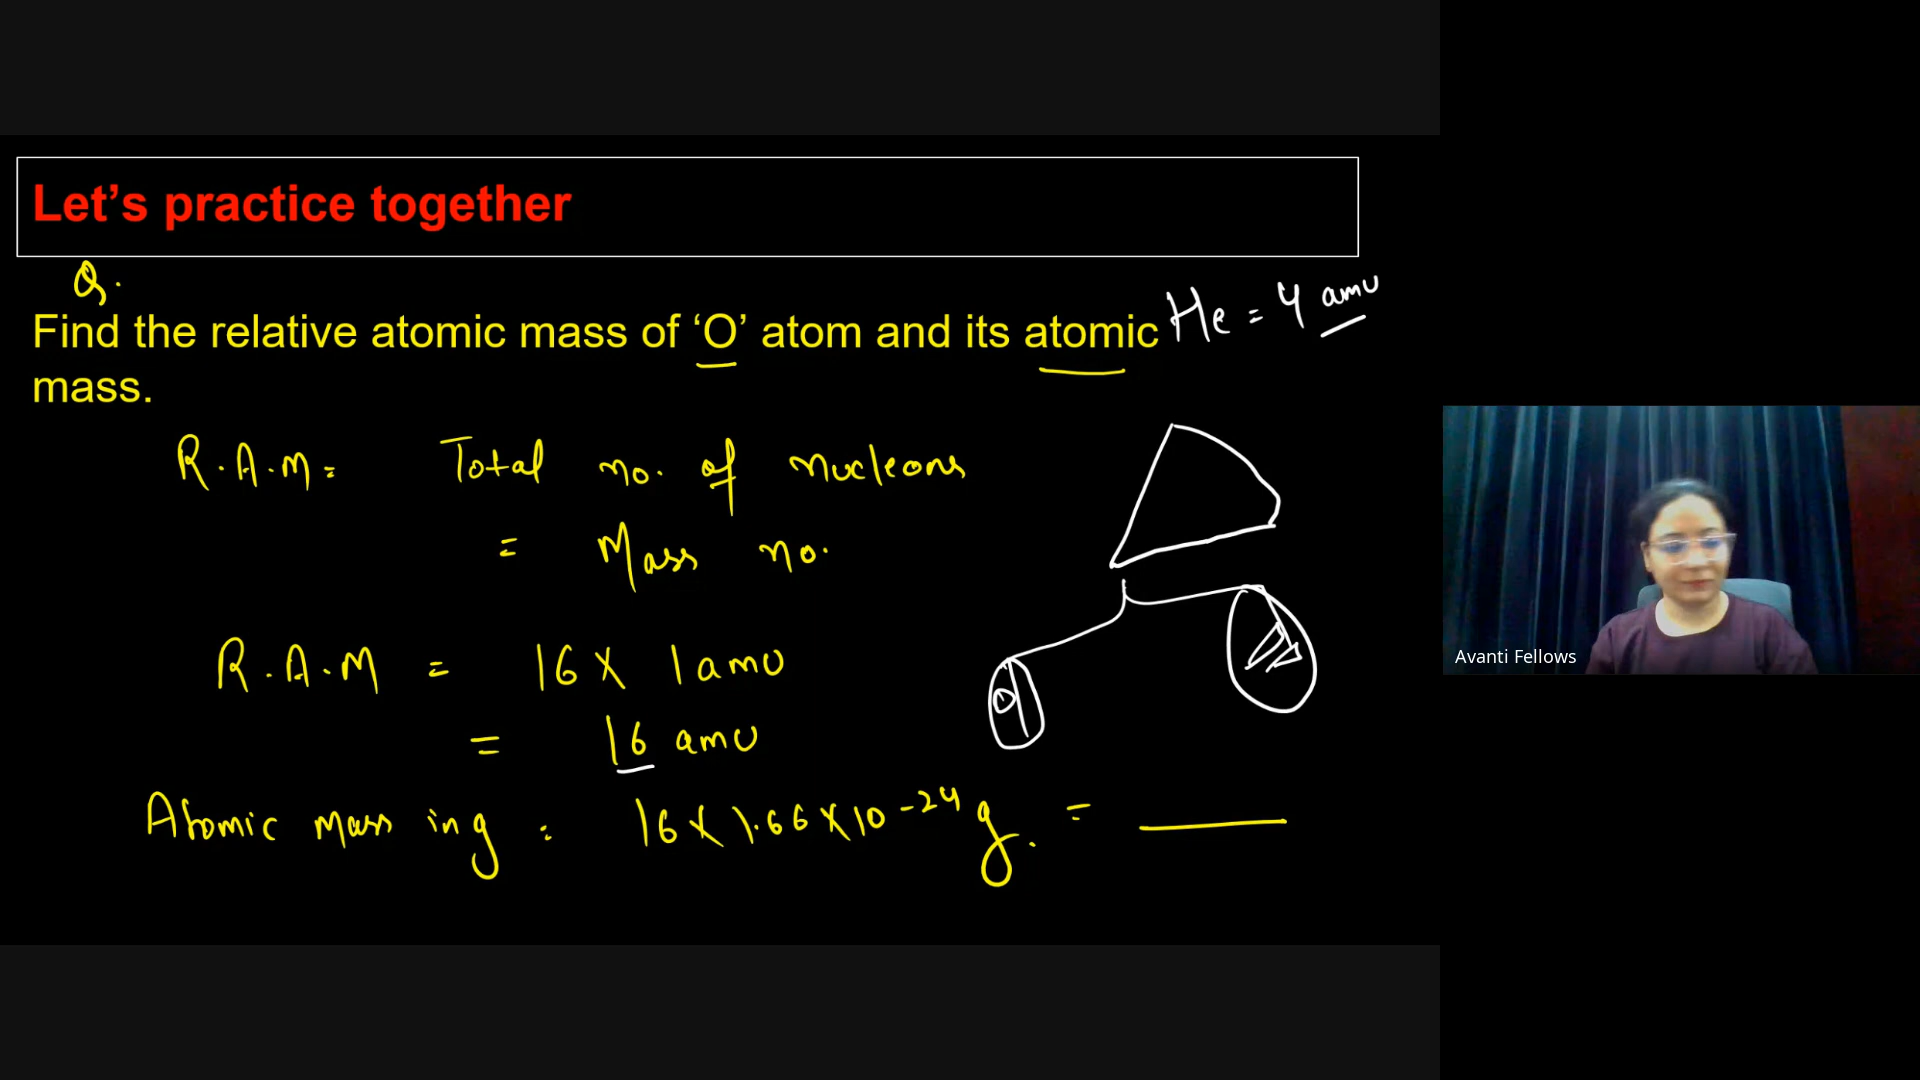 Let’s practice together
Q.
Find the relative atomic mass of ‘O’ atom and its atomic
mass.
He = 4 amu
R.A.M = Total no. of nucleons
= Mass no.
R.A.M = 16 X 1 amu
= 16 amu
Atomic mass in g = 16 X 1.66 X 10⁻²⁴ g. =
Avanti Fellows